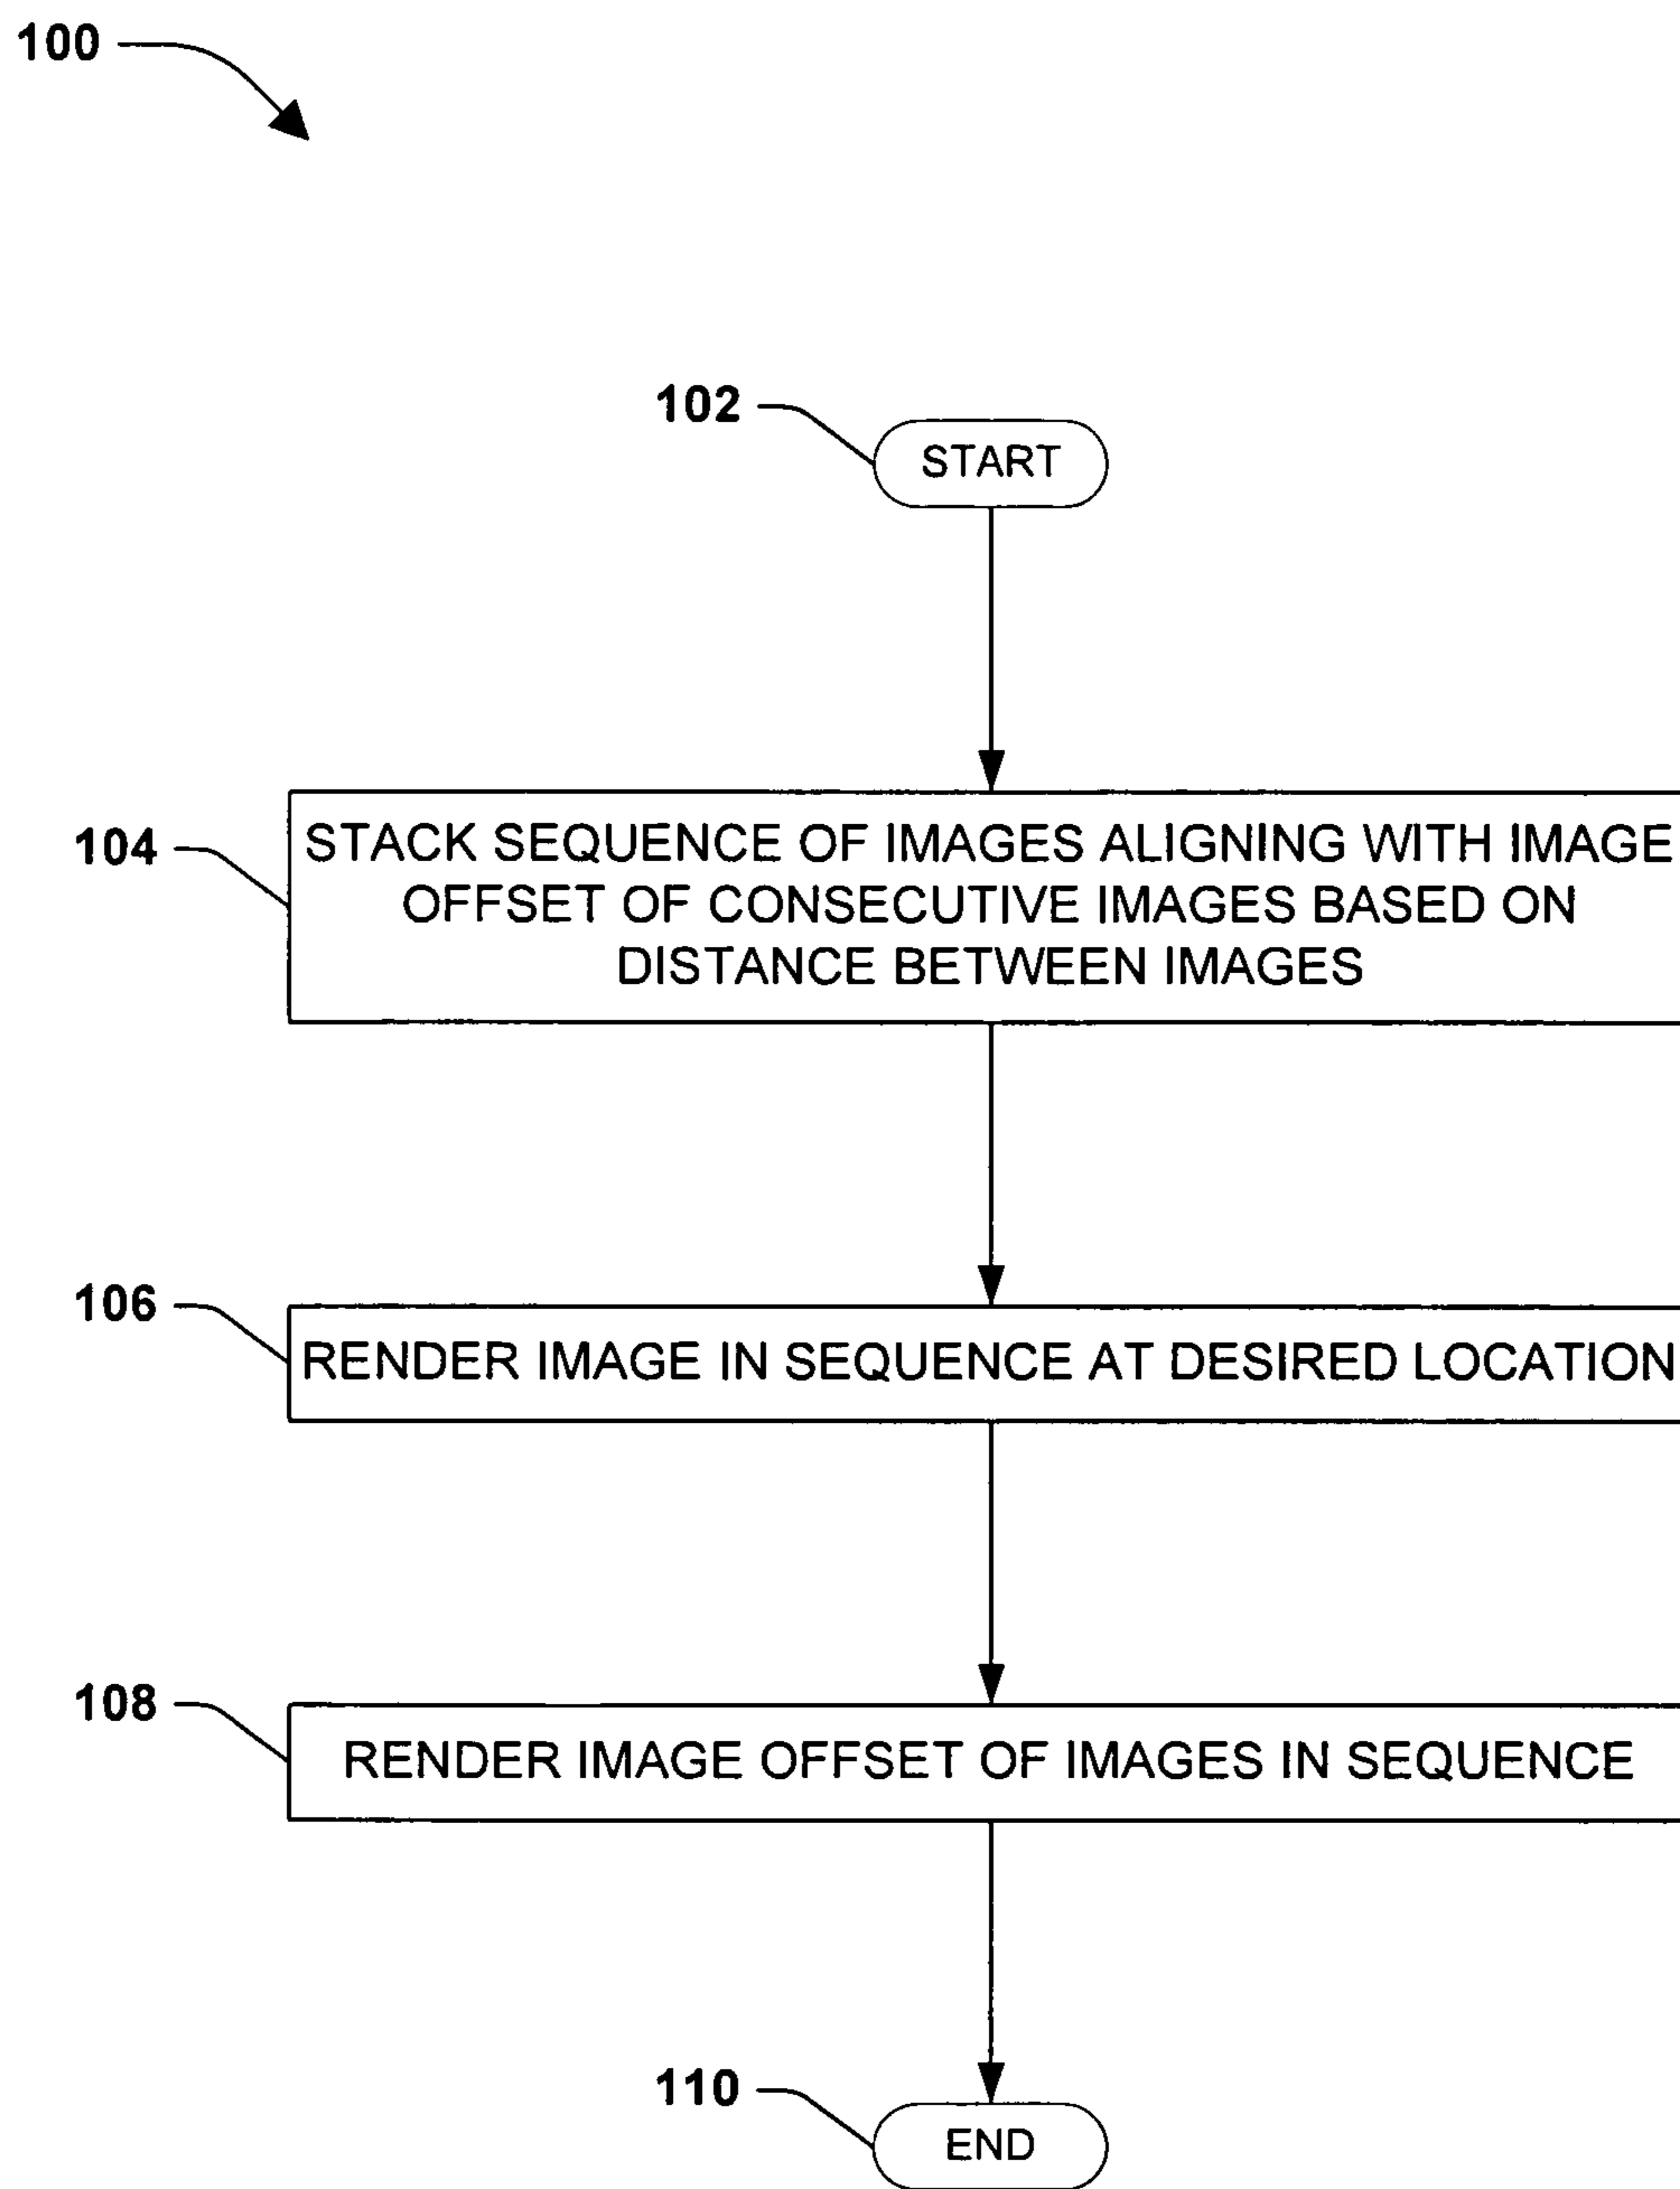 100
102
START
104
STACK SEQUENCE OF IMAGES ALIGNING WITH IMAGE
OFFSET OF CONSECUTIVE IMAGES BASED ON
DISTANCE BETWEEN IMAGES
106
RENDER IMAGE IN SEQUENCE AT DESIRED LOCATION
108
RENDER IMAGE OFFSET OF IMAGES IN SEQUENCE
110
END